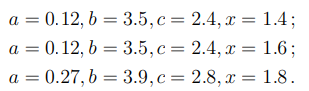 a = 0.12, b = 3.5, c = 2.4, x = 1.4 ;
a = 0.12, b = 3.5, c = 2.4, x = 1.6 ;
a = 0.27, b = 3.9, c = 2.8, x = 1.8 .